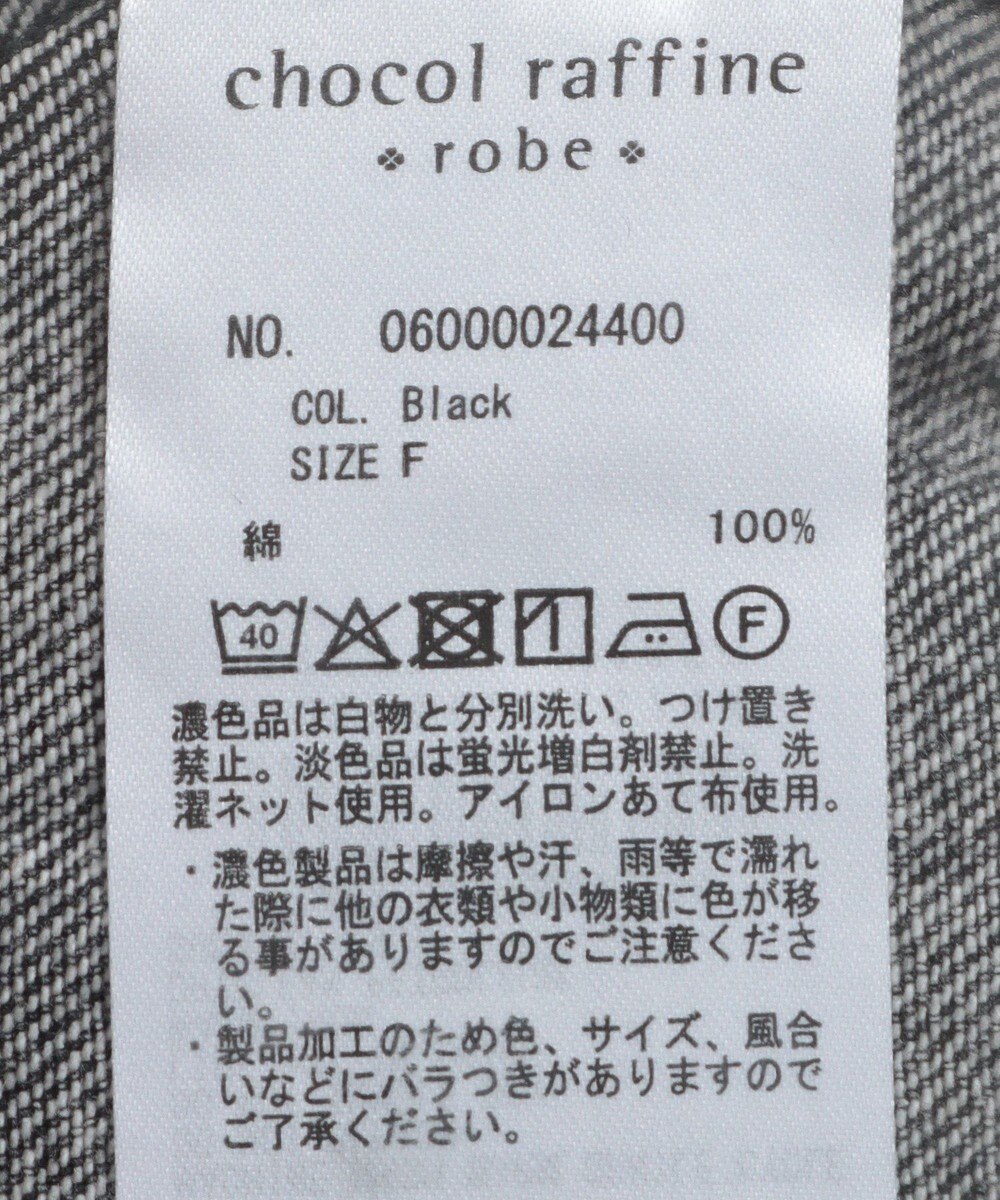 chocol raffine
robe
NO. 06000024400
COL. Black
SIZE F
綿 100%
40 F
濃色品は白物と分別洗い。つけ置き
禁止。淡色品は蛍光増白剤禁止。洗
濯ネット使用。アイロンあて布使用。
・濃色製品は摩擦や汗、雨等で濡れ
た際に他の衣類や小物類に色が移
る事がありますのでご注意くださ
い。
・製品加工のため色、サイズ、風合
いなどにバラつきがありますので
ご了承ください。